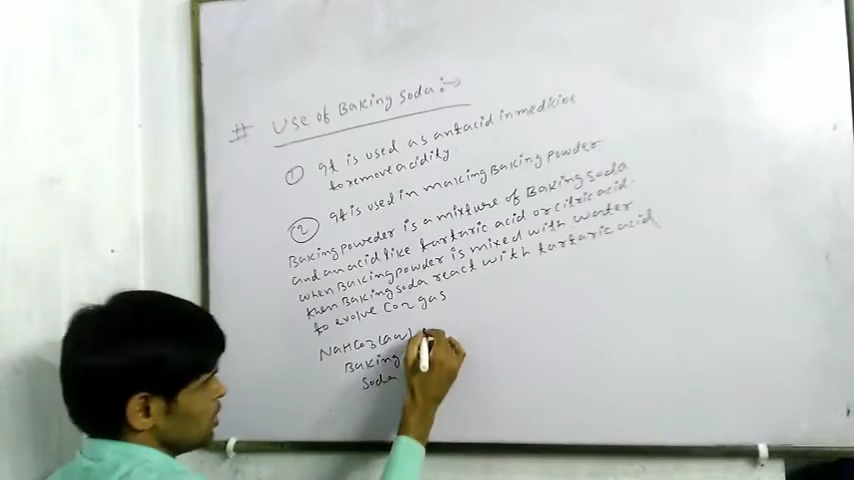 # Use of Baking Soda :→
① It is used as antacid in medicine
to remove acidity.
② It is used in making Baking powder
Baking poweder is a mixture of Baking Soda
and an acid like tartaric acid or citric acid.
when Baking powder is mixed with water
then Baking soda react with tartaric acid
to evolve CO2 gas
NaHCO3(aq)
Baking
Soda